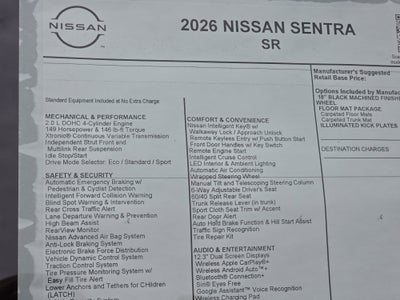 NISSAN
2026 NISSAN SENTRA
SR
Manufacturer's Suggested
Retail Base Price:
Standard Equipment Included at No Extra Charge
Options Included by Manu
18" BLACK MACHINED FINISH
WHEEL
FLOOR MAT PACKAGE
Carpeted Floor Mats
Carpeted Trunk Mat
ILLUMINATED KICK PLATES
DESTINATION CHARGES
MECHANICAL & PERFORMANCE
2.0 L DOHC 4-Cylinder Engine
149 Horsepower & 146 lb-ft Torque
Xtronic® Continuous Variable Transmission
Independent Strut Front and
Multilink Rear Suspension
Idle Stop/Start
Drive Mode Selector: Eco / Standard / Sport
SAFETY & SECURITY
Automatic Emergency Braking w/
Pedestrian & Cyclist Detection
Intelligent Forward Collision Warning
Blind Spot Warning & Intervention
Rear Cross Traffic Alert
Lane Departure Warning & Prevention
High Beam Assist
RearView Monitor
Nissan Advanced Air Bag System
Anti-Lock Braking System
Electronic Brake Force Distribution
Vehicle Dynamic Control System
Traction Control System
Tire Pressure Monitoring System w/
Easy Fill Tire Alert
Lower Anchors and Tethers for CHildren
(LATCH)
COMFORT & CONVENIENCE
Nissan Intelligent Key® w/
Walkaway Lock / Approach Unlock
Remote Keyless Entry w/ Push Button Start
Front Door Handles w/ Key Switch
Remote Engine Start
Intelligent Cruise Control
LED Interior & Ambient Lighting
Automatic Air Conditioning
Wrapped Steering Wheel
Manual Tilt and Telescoping Steering Column
6-Way Adjustable Driver's Seat
60/40 Split Rear Seat
Trunk Release Lever (in trunk)
Sport Cloth Seat Trim w/ Accent
Rear Door Alert
Auto Hold Brake Function & Hill Start Assist
Traffic Sign Recognition
Tire Repair Kit
AUDIO & ENTERTAINMENT
12.3" Dual Screen Displays
Wireless Apple CarPlay®+
Wireless Android Auto™+
Bluetooth® Connection+
Siri® Eyes Free
Google Assistant™ Voice Recognition
Wireless Charging Pad